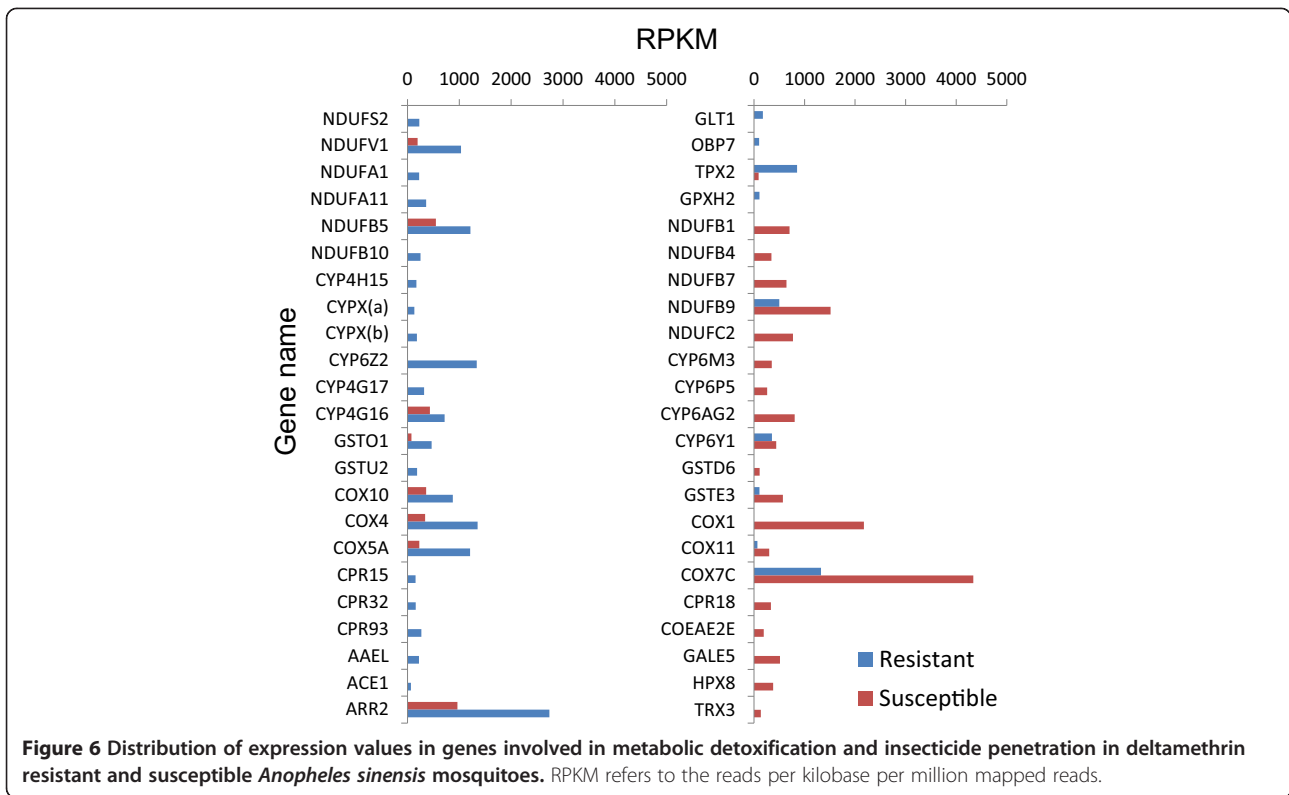 RPKM
0 1000 2000 3000 4000 5000
0 1000 2000 3000 4000 5000
Gene name
NDUFS2
NDUFV1
NDUFA1
NDUFA11
NDUFB5
NDUFB10
CYP4H15
CYPX(a)
CYPX(b)
CYP6Z2
CYP4G17
CYP4G16
GSTO1
GSTU2
COX10
COX4
COX5A
CPR15
CPR32
CPR93
AAEL
ACE1
ARR2
GLT1
OBP7
TPX2
GPXH2
NDUFB1
NDUFB4
NDUFB7
NDUFB9
NDUFC2
CYP6M3
CYP6P5
CYP6AG2
CYP6Y1
GSTD6
GSTE3
COX1
COX11
COX7C
CPR18
COEAE2E
GALE5
HPX8
TRX3
Resistant
Susceptible
Figure 6 Distribution of expression values in genes involved in metabolic detoxification and insecticide penetration in deltamethrin
resistant and susceptible Anopheles sinensis mosquitoes. RPKM refers to the reads per kilobase per million mapped reads.